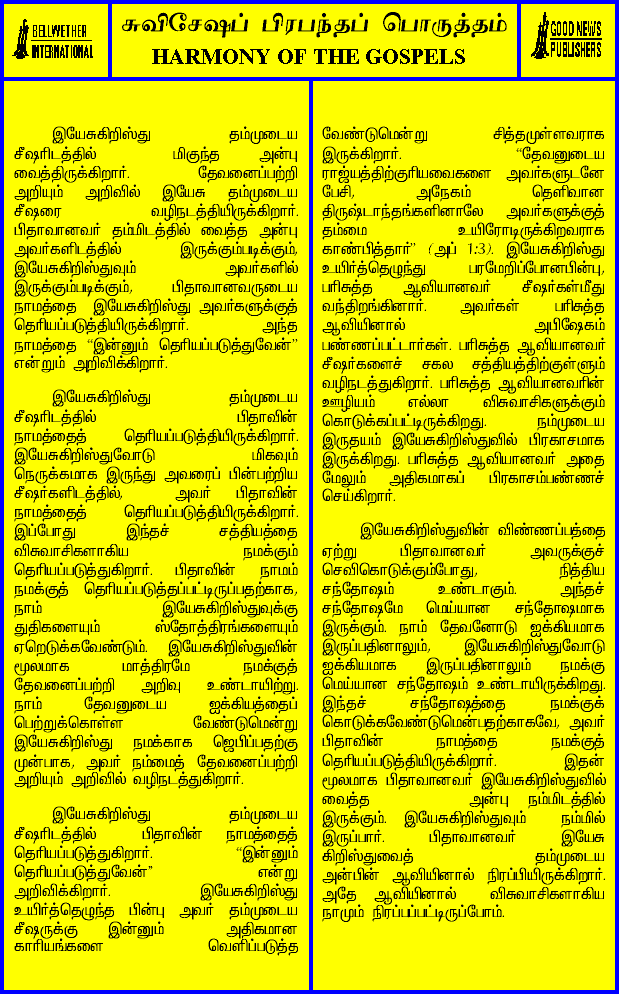 BELLWETHER
INTERNATIONAL
சுவிசேஷப் பிரபந்தப் பொருத்தம்
HARMONY OF THE GOSPELS
GOOD NEWS
PUBLISHERS
இயேசுகிறிஸ்து தம்முடைய
சீஷரிடத்தில் மிகுந்த அன்பு
வைத்திருக்கிறார். தேவனைப்பற்றி
அறியும் அறிவில் இயேசு தம்முடைய
சீஷரை வழிநடத்தியிருக்கிறார்.
பிதாவானவர் தம்மிடத்தில் வைத்த அன்பு
அவர்களிடத்தில் இருக்கும்படிக்கும்,
இயேசுகிறிஸ்துவும் அவர்களில்
இருக்கும்படிக்கும், பிதாவானவருடைய
நாமத்தை இயேசுகிறிஸ்து அவர்களுக்குத்
தெரியப்படுத்தியிருக்கிறார். அந்த
நாமத்தை “இன்னும் தெரியப்படுத்துவேன்”
என்றும் அறிவிக்கிறார்.
இயேசுகிறிஸ்து தம்முடைய
சீஷரிடத்தில் பிதாவின்
நாமத்தைத் தெரியப்படுத்தியிருக்கிறார்.
இயேசுகிறிஸ்துவோடு மிகவும்
நெருக்கமாக இருந்து அவரைப் பின்பற்றிய
சீஷர்களிடத்தில், அவர் பிதாவின்
நாமத்தைத் தெரியப்படுத்தியிருக்கிறார்.
இப்போது இந்தச் சத்தியத்தை
விசுவாசிகளாகிய நமக்கும்
தெரியப்படுத்துகிறார். பிதாவின் நாமம்
நமக்குத் தெரியப்படுத்தப்பட்டிருப்பதற்காக,
நாம் இயேசுகிறிஸ்துவுக்கு
துதிகளையும் ஸ்தோத்திரங்களையும்
ஏறெடுக்கவேண்டும். இயேசுகிறிஸ்துவின்
மூலமாக மாத்திரமே நமக்குத்
தேவனைப்பற்றி அறிவு உண்டாயிற்று.
நாம் தேவனுடைய ஐக்கியத்தைப்
பெற்றுக்கொள்ள வேண்டுமென்று
இயேசுகிறிஸ்து நமக்காக ஜெபிப்பதற்கு
முன்பாக, அவர் நம்மைத் தேவனைப்பற்றி
அறியும் அறிவில் வழிநடத்துகிறார்.
இயேசுகிறிஸ்து தம்முடைய
சீஷரிடத்தில் பிதாவின் நாமத்தைத்
தெரியப்படுத்துகிறார். “இன்னும்
தெரியப்படுத்துவேன்” என்று
அறிவிக்கிறார். இயேசுகிறிஸ்து
உயிர்த்தெழுந்த பின்பு அவர் தம்முடைய
சீஷருக்கு இன்னும் அதிகமான
காரியங்களை வெளிப்படுத்த
வேண்டுமென்று சித்தமுள்ளவராக
இருக்கிறார். “தேவனுடைய
ராஜ்யத்திற்குரியவைகளை அவர்களுடனே
பேசி, அநேகம் தெளிவான
திருஷ்டாந்தங்களினாலே அவர்களுக்குத்
தம்மை உயிரோடிருக்கிறவராக
காண்பித்தார்” (அப் 1:3). இயேசுகிறிஸ்து
உயிர்த்தெழுந்து பரமேறிப்போனபின்பு,
பரிசுத்த ஆவியானவர் சீஷர்கள்மீது
வந்திறங்கினார். அவர்கள் பரிசுத்த
ஆவியினால் அபிஷேகம்
பண்ணப்பட்டார்கள். பரிசுத்த ஆவியானவர்
சீஷர்களைச் சகல சத்தியத்திற்குள்ளும்
வழிநடத்துகிறார். பரிசுத்த ஆவியானவரின்
ஊழியம் எல்லா விசுவாசிகளுக்கும்
கொடுக்கப்பட்டிருக்கிறது. நம்முடைய
இருதயம் இயேசுகிறிஸ்துவில் பிரகாசமாக
இருக்கிறது. பரிசுத்த ஆவியானவர் அதை
மேலும் அதிகமாகப் பிரகாசம்பண்ணச்
செய்கிறார்.
இயேசுகிறிஸ்துவின் விண்ணப்பத்தை
ஏற்று பிதாவானவர் அவருக்குச்
செவிகொடுக்கும்போது, நித்திய
சந்தோஷம் உண்டாகும். அந்தச்
சந்தோஷமே மெய்யான சந்தோஷமாக
இருக்கும். நாம் தேவனோடு ஐக்கியமாக
இருப்பதினாலும், இயேசுகிறிஸ்துவோடு
ஐக்கியமாக இருப்பதினாலும் நமக்கு
மெய்யான சந்தோஷம் உண்டாயிருக்கிறது.
இந்தச் சந்தோஷத்தை நமக்குக்
கொடுக்கவேண்டுமென்பதற்காகவே, அவர்
பிதாவின் நாமத்தை நமக்குத்
தெரியப்படுத்தியிருக்கிறார். இதன்
மூலமாக பிதாவானவர் இயேசுகிறிஸ்துவில்
வைத்த அன்பு நம்மிடத்தில்
இருக்கும். இயேசுகிறிஸ்துவும் நம்மில்
இருப்பார். பிதாவானவர் இயேசு
கிறிஸ்துவைத் தம்முடைய
அன்பின் ஆவியினால் நிரப்பியிருக்கிறார்.
அதே ஆவியினால் விசுவாசிகளாகிய
நாமும் நிரப்பப்பட்டிருப்போம்.